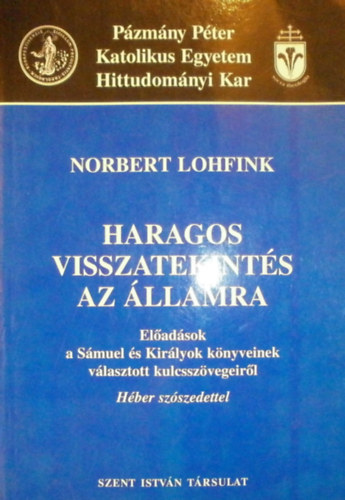 Pázmány Péter
Katolikus Egyetem
Hittudományi Kar
NORBERT LOHFINK
HARAGOS
VISSZATEKINTÉS
AZ ÁLLAMRA
Előadások
a Sámuel és Királyok könyveinek
választott kulcsszövegeiről
Héber szószedettel
SZENT ISTVÁN TÁRSULAT